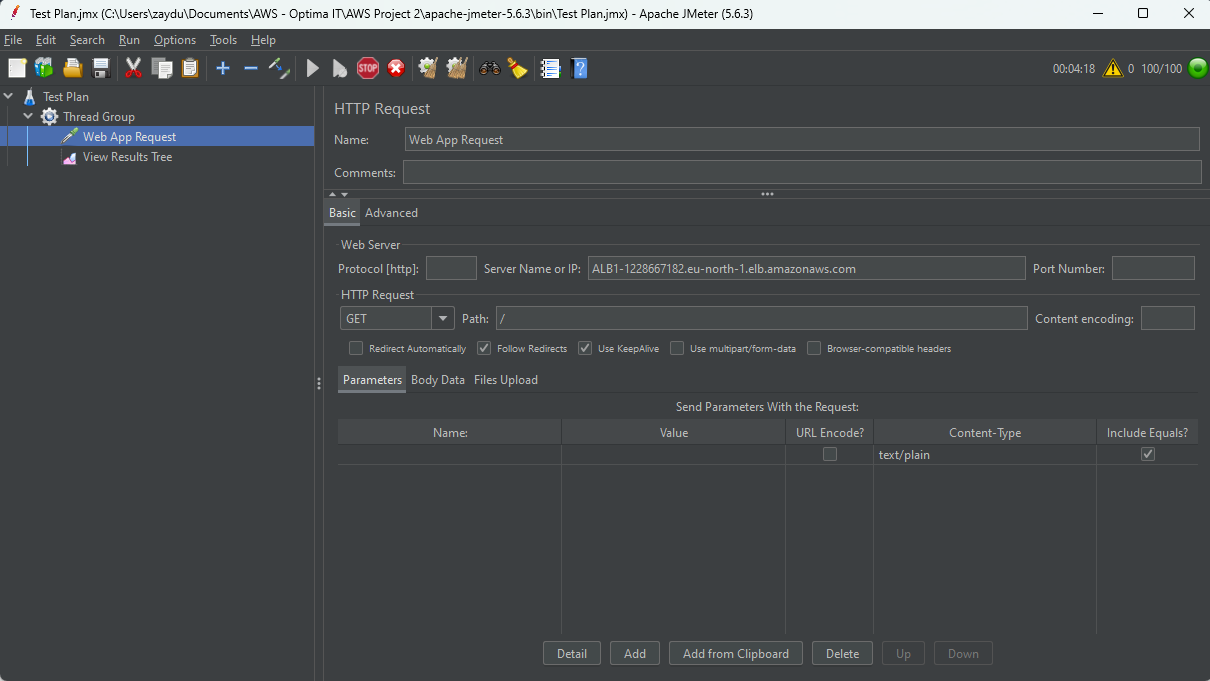 Test Plan.jmx (C:\Users\zaydu\Documents\AWS - Optima IT\AWS Project 2\apache-jmeter-5.6.3\bin\Test Plan.jmx) - Apache JMeter (5.6.3)
File Edit Search Run Options Tools Help
STOP 00:04:18 0 100/100
Test Plan
Thread Group
Web App Request
View Results Tree
HTTP Request
Name: Web App Request
Comments:
Basic Advanced
Web Server
Protocol [http]: Server Name or IP: ALB1-1228667182.eu-north-1.elb.amazonaws.com Port Number:
HTTP Request
GET Path: / Content encoding:
Redirect Automatically Follow Redirects Use KeepAlive Use multipart/form-data Browser-compatible headers
Parameters Body Data Files Upload
Send Parameters With the Request:
Name: Value URL Encode? Content-Type Include Equals?
text/plain
Detail Add Add from Clipboard Delete Up Down